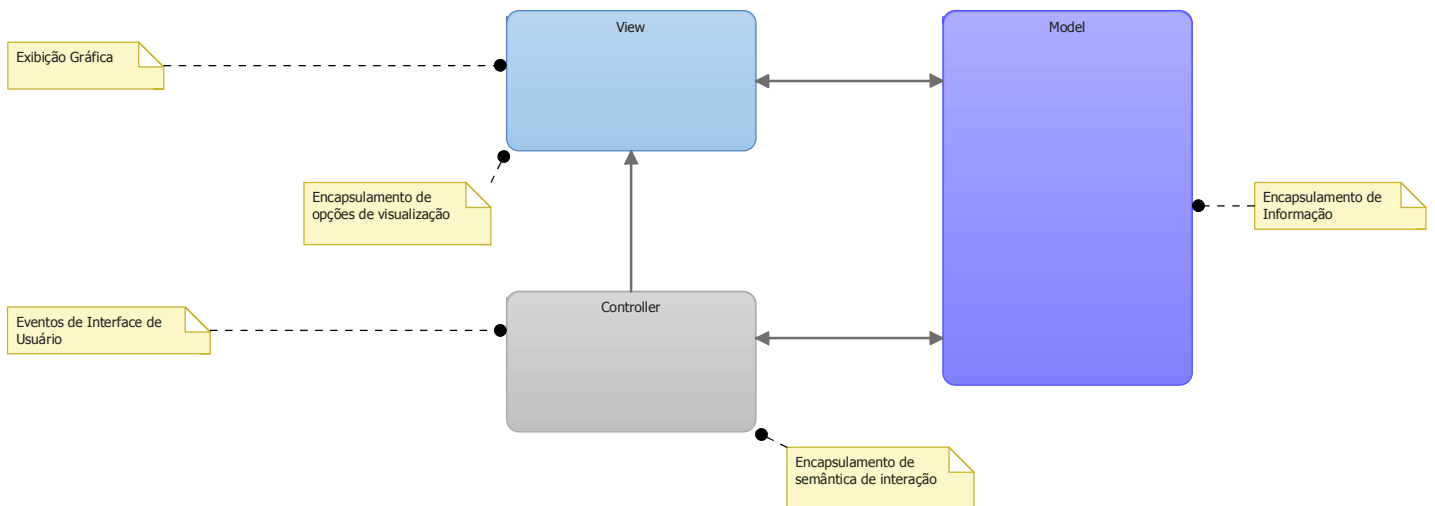 View
Model
Exibição Gráfica
Encapsulamento de
opções de visualização
Encapsulamento de
Informação
Eventos de Interface de
Usuário
Controller
Encapsulamento de
semântica de interação